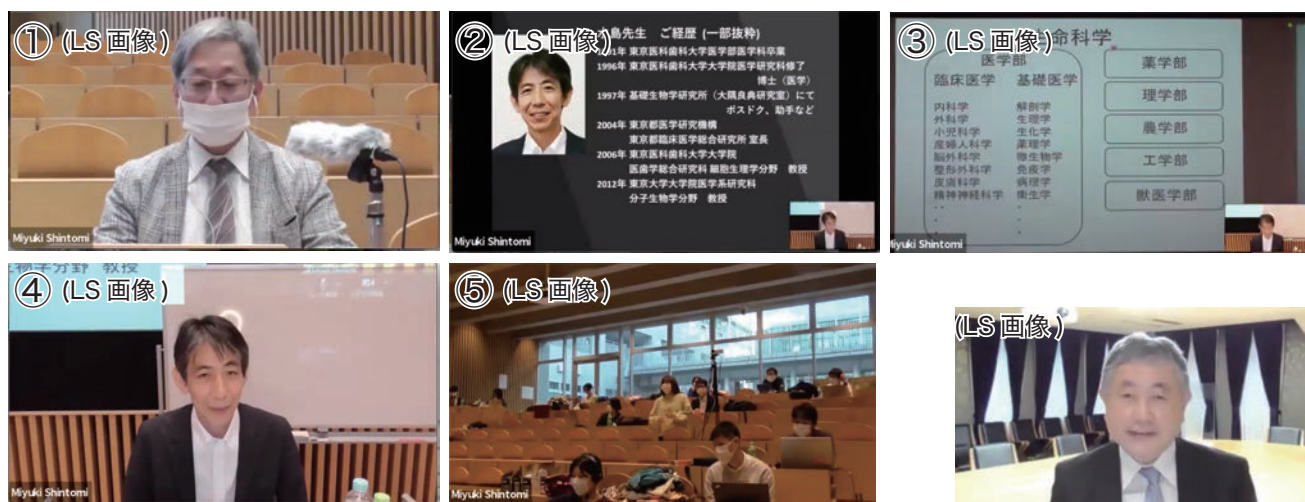 ① (LS 画像)
Miyuki Shintomi
② (LS 画像)
島先生 ご経歴 (一部抜粋)
91年 東京医科歯科大学医学部医学科卒業
1996年 東京医科歯科大学大学院医学研究科修了
博士（医学）
1997年 基礎生物学研究所（大隅良典研究室）にて
ポスドク、助手など
2004年 東京都医学研究機構
東京都臨床医学総合研究所 室長
2006年 東京医科歯科大学大学院
医歯学総合研究科 細胞生理学分野 教授
2012年 東京大学大学院医学系研究科
分子生物学分野 教授
Miyuki Shintomi
③ (LS 画像)
命科学
医学部
臨床医学 基礎医学
内科学 解剖学
外科学 生理学
小児科学 生化学
産婦人科学 薬理学
脳外科学 微生物学
整形外科学 免疫学
皮膚科学 病理学
精神神経科学 衛生学
薬学部
理学部
農学部
工学部
獣医学部
Miyuki Shintomi
④ (LS 画像)
物学分野 教授
Miyuki Shintomi
⑤ (LS 画像)
Miyuki Shintomi
(LS 画像)